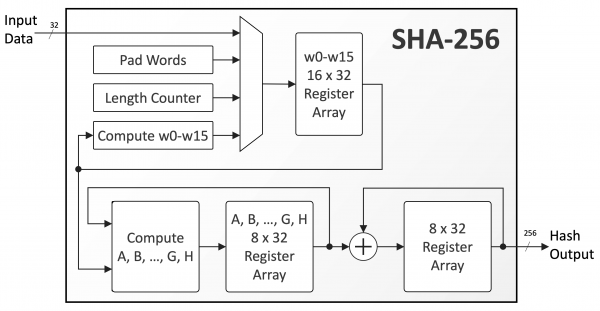 Input
Data
32
SHA-256
Pad Words
Length Counter
Compute w0-w15
w0-w15
16 x 32
Register
Array
Compute
A, B, ..., G, H
A, B, ..., G, H
8 x 32
Register
Array
+
8 x 32
Register
Array
256
Hash
Output